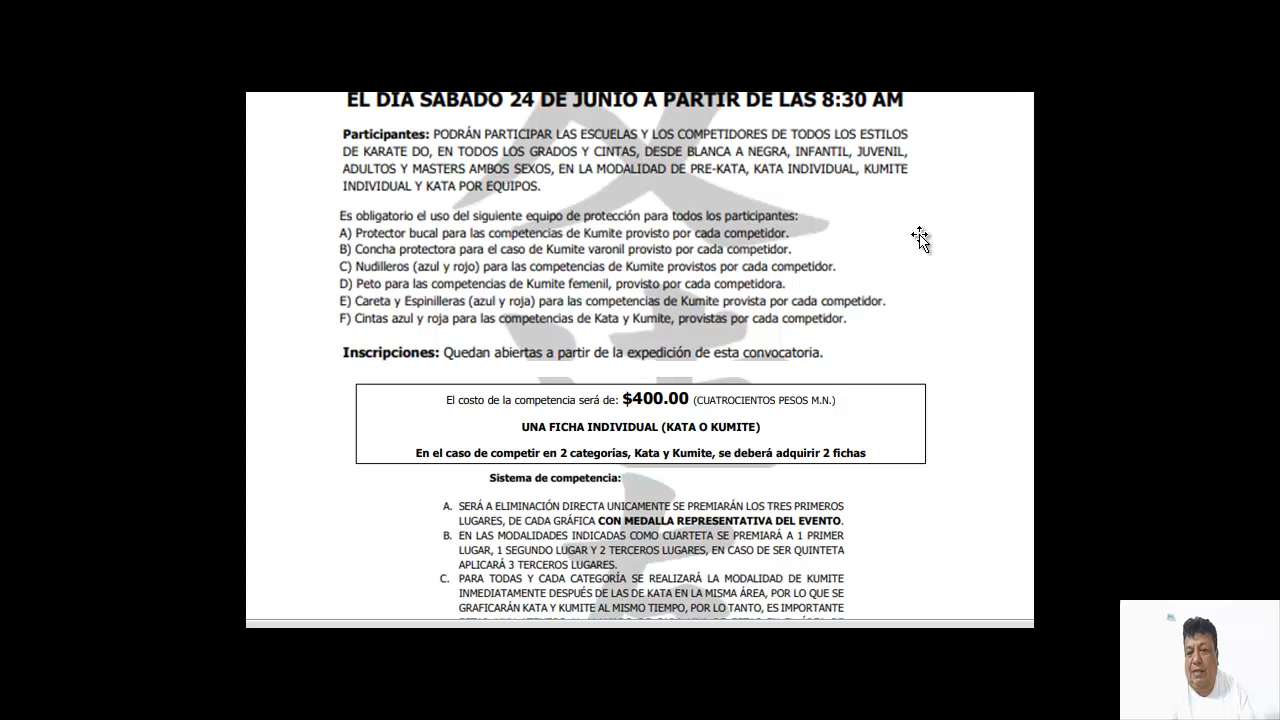 EL DÍA SÁBADO 24 DE JUNIO A PARTIR DE LAS 8:30 AM
Participantes: PODRÁN PARTICIPAR LAS ESCUELAS Y LOS COMPETIDORES DE TODOS LOS ESTILOS
DE KARATE DO, EN TODOS LOS GRADOS Y CINTAS, DESDE BLANCA A NEGRA, INFANTIL, JUVENIL,
ADULTOS Y MASTERS AMBOS SEXOS, EN LA MODALIDAD DE PRE-KATA, KATA INDIVIDUAL, KUMITE
INDIVIDUAL Y KATA POR EQUIPOS.
Es obligatorio el uso del siguiente equipo de protección para todos los participantes:
A) Protector bucal para las competencias de Kumite provisto por cada competidor.
B) Concha protectora para el caso de Kumite varonil provisto por cada competidor.
C) Nudilleros (azul y rojo) para las competencias de Kumite provistos por cada competidor.
D) Peto para las competencias de Kumite femenil, provisto por cada competidora.
E) Careta y Espinilleras (azul y roja) para las competencias de Kumite provista por cada competidor.
F) Cintas azul y roja para las competencias de Kata y Kumite, provistas por cada competidor.
Inscripciones: Quedan abiertas a partir de la expedición de esta convocatoria.
El costo de la competencia será de: $400.00 (CUATROCIENTOS PESOS M.N.)
UNA FICHA INDIVIDUAL (KATA O KUMITE)
En el caso de competir en 2 categorías, Kata y Kumite, se deberá adquirir 2 fichas
Sistema de competencia:
A. SERÁ A ELIMINACIÓN DIRECTA UNICAMENTE SE PREMIARÁN LOS TRES PRIMEROS
LUGARES, DE CADA GRÁFICA CON MEDALLA REPRESENTATIVA DEL EVENTO.
B. EN LAS MODALIDADES INDICADAS COMO CUARTETA SE PREMIARÁ A 1 PRIMER
LUGAR, 1 SEGUNDO LUGAR Y 2 TERCEROS LUGARES, EN CASO DE SER QUINTETA
APLICARÁ 3 TERCEROS LUGARES.
C. PARA TODAS Y CADA CATEGORÍA SE REALIZARÁ LA MODALIDAD DE KUMITE
INMEDIATAMENTE DESPUÉS DE LAS DE KATA EN LA MISMA ÁREA, POR LO QUE SE
GRAFICARÁN KATA Y KUMITE AL MISMO TIEMPO, POR LO TANTO, ES IMPORTANTE